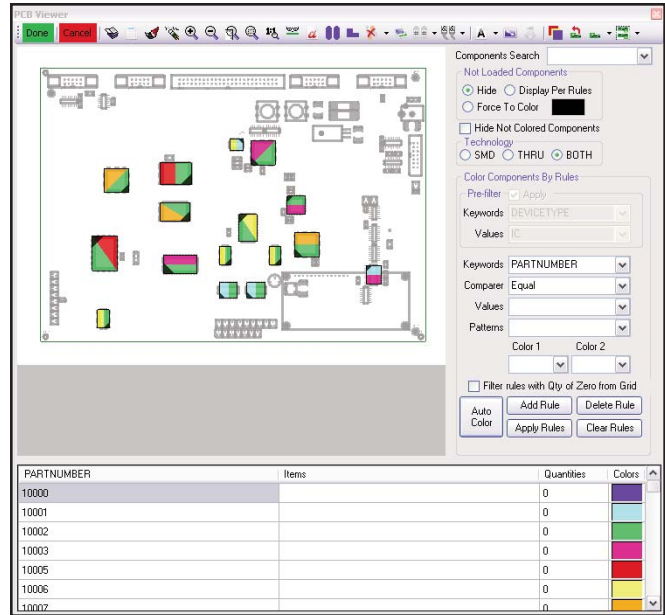 PCB Viewer
Done Cancel
Components Search
Not Loaded Components
Hide Display Per Rules
Force To Color
Hide Not Colored Components
Technology
SMD THRU BOTH
Color Components By Rules
Pre-filter Apply
Keywords DEVICETYPE
Values IC
Keywords PARTNUMBER
Comparer Equal
Values
Patterns
Color 1 Color 2
Filter rules with Qty of Zero from Grid
Auto Color
Add Rule Delete Rule
Apply Rules Clear Rules
PARTNUMBER Items Quantities Colors
10000 0
10001 0
10002 0
10003 0
10005 0
10006 0
10007 0